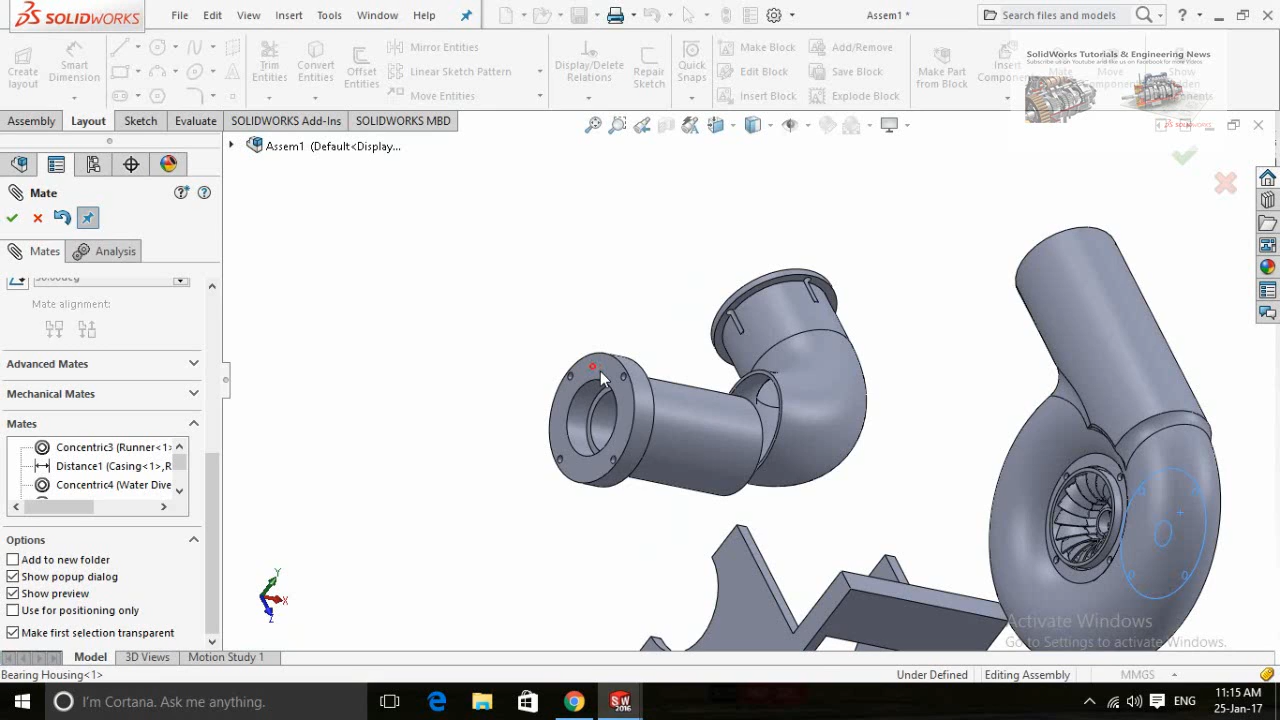 SOLIDWORKS
File Edit View Insert Tools Window Help
Assem1 *
Search files and models
Create layout
Smart Dimension
Trim Entities
Convert Entities
Offset Entities
Mirror Entities
Linear Sketch Pattern
Move Entities
Display/Delete Relations
Repair Sketch
Quick Snaps
Make Block
Edit Block
Insert Block
Add/Remove
Save Block
Explode Block
Make Part from Block
Insert Components
Mate
Move
Show Hidden Components
SolidWorks Tutorials & Engineering News
Subscribe us on Youtube and like us on Facebook for more Videos
SOLIDWORKS
Assembly Layout Sketch Evaluate SOLIDWORKS Add-Ins SOLIDWORKS MBD
Assem1 (Default<Display...
Mate
Mates Analysis
30.00deg
Mate alignment:
Advanced Mates
Mechanical Mates
Mates
Concentric3 (Runner<1>
Distance1 (Casing<1>,R
Concentric4 (Water Dive
Options
Add to new folder
Show popup dialog
Show preview
Use for positioning only
Make first selection transparent
Y
X
Z
Activate Windows
Go to Settings to activate Windows.
Model 3D Views Motion Study 1
Bearing Housing<1>
Under Defined Editing Assembly MMGS
I'm Cortana. Ask me anything.
SW
2016
ENG
11:15 AM
25-Jan-17